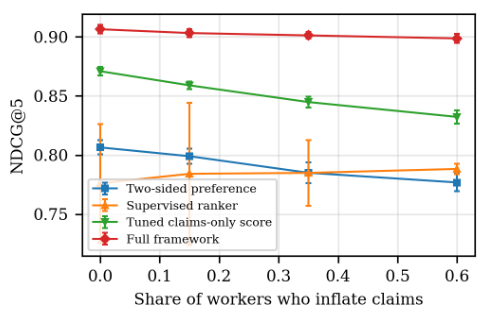 0.90
0.85
0.80
0.75
NDCG@5
Two-sided preference
Supervised ranker
Tuned claims-only score
Full framework
0.0 0.1 0.2 0.3 0.4 0.5 0.6
Share of workers who inflate claims